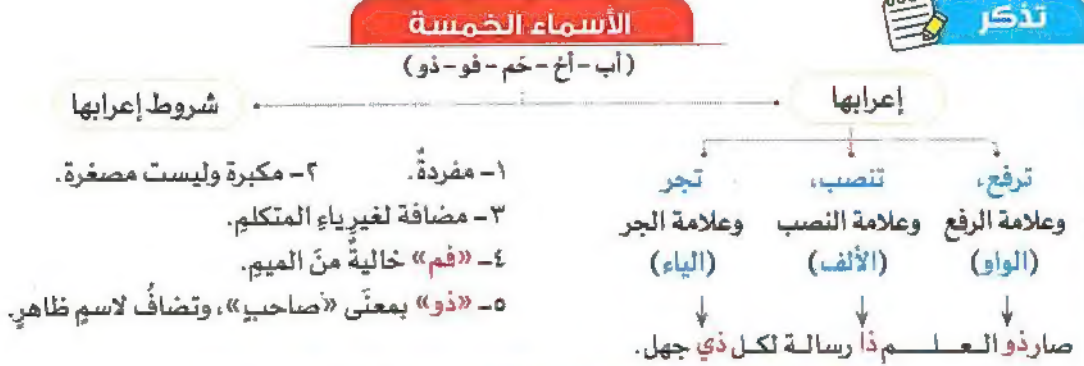 تذكر
الأسماء الخمسة
(أب - أخ - حَم - فو - ذو)
إعرابها
شروط إعرابها
ترفع، تنصب، تجر
وعلامة الرفع وعلامة النصب وعلامة الجر
(الواو) (الألف) (الياء)
صار ذو العلم ذا رسالة لكل ذي جهل.
١- مفردةٌ. ٢- مكبرة وليست مصغرة.
٣- مضافة لغيرِ ياءِ المتكلمِ.
٤- «فم» خاليةٌ منَ الميمِ.
٥- «ذو» بمعنَى «صاحبٍ»، وتضافُ لاسمٍ ظاهرٍ.